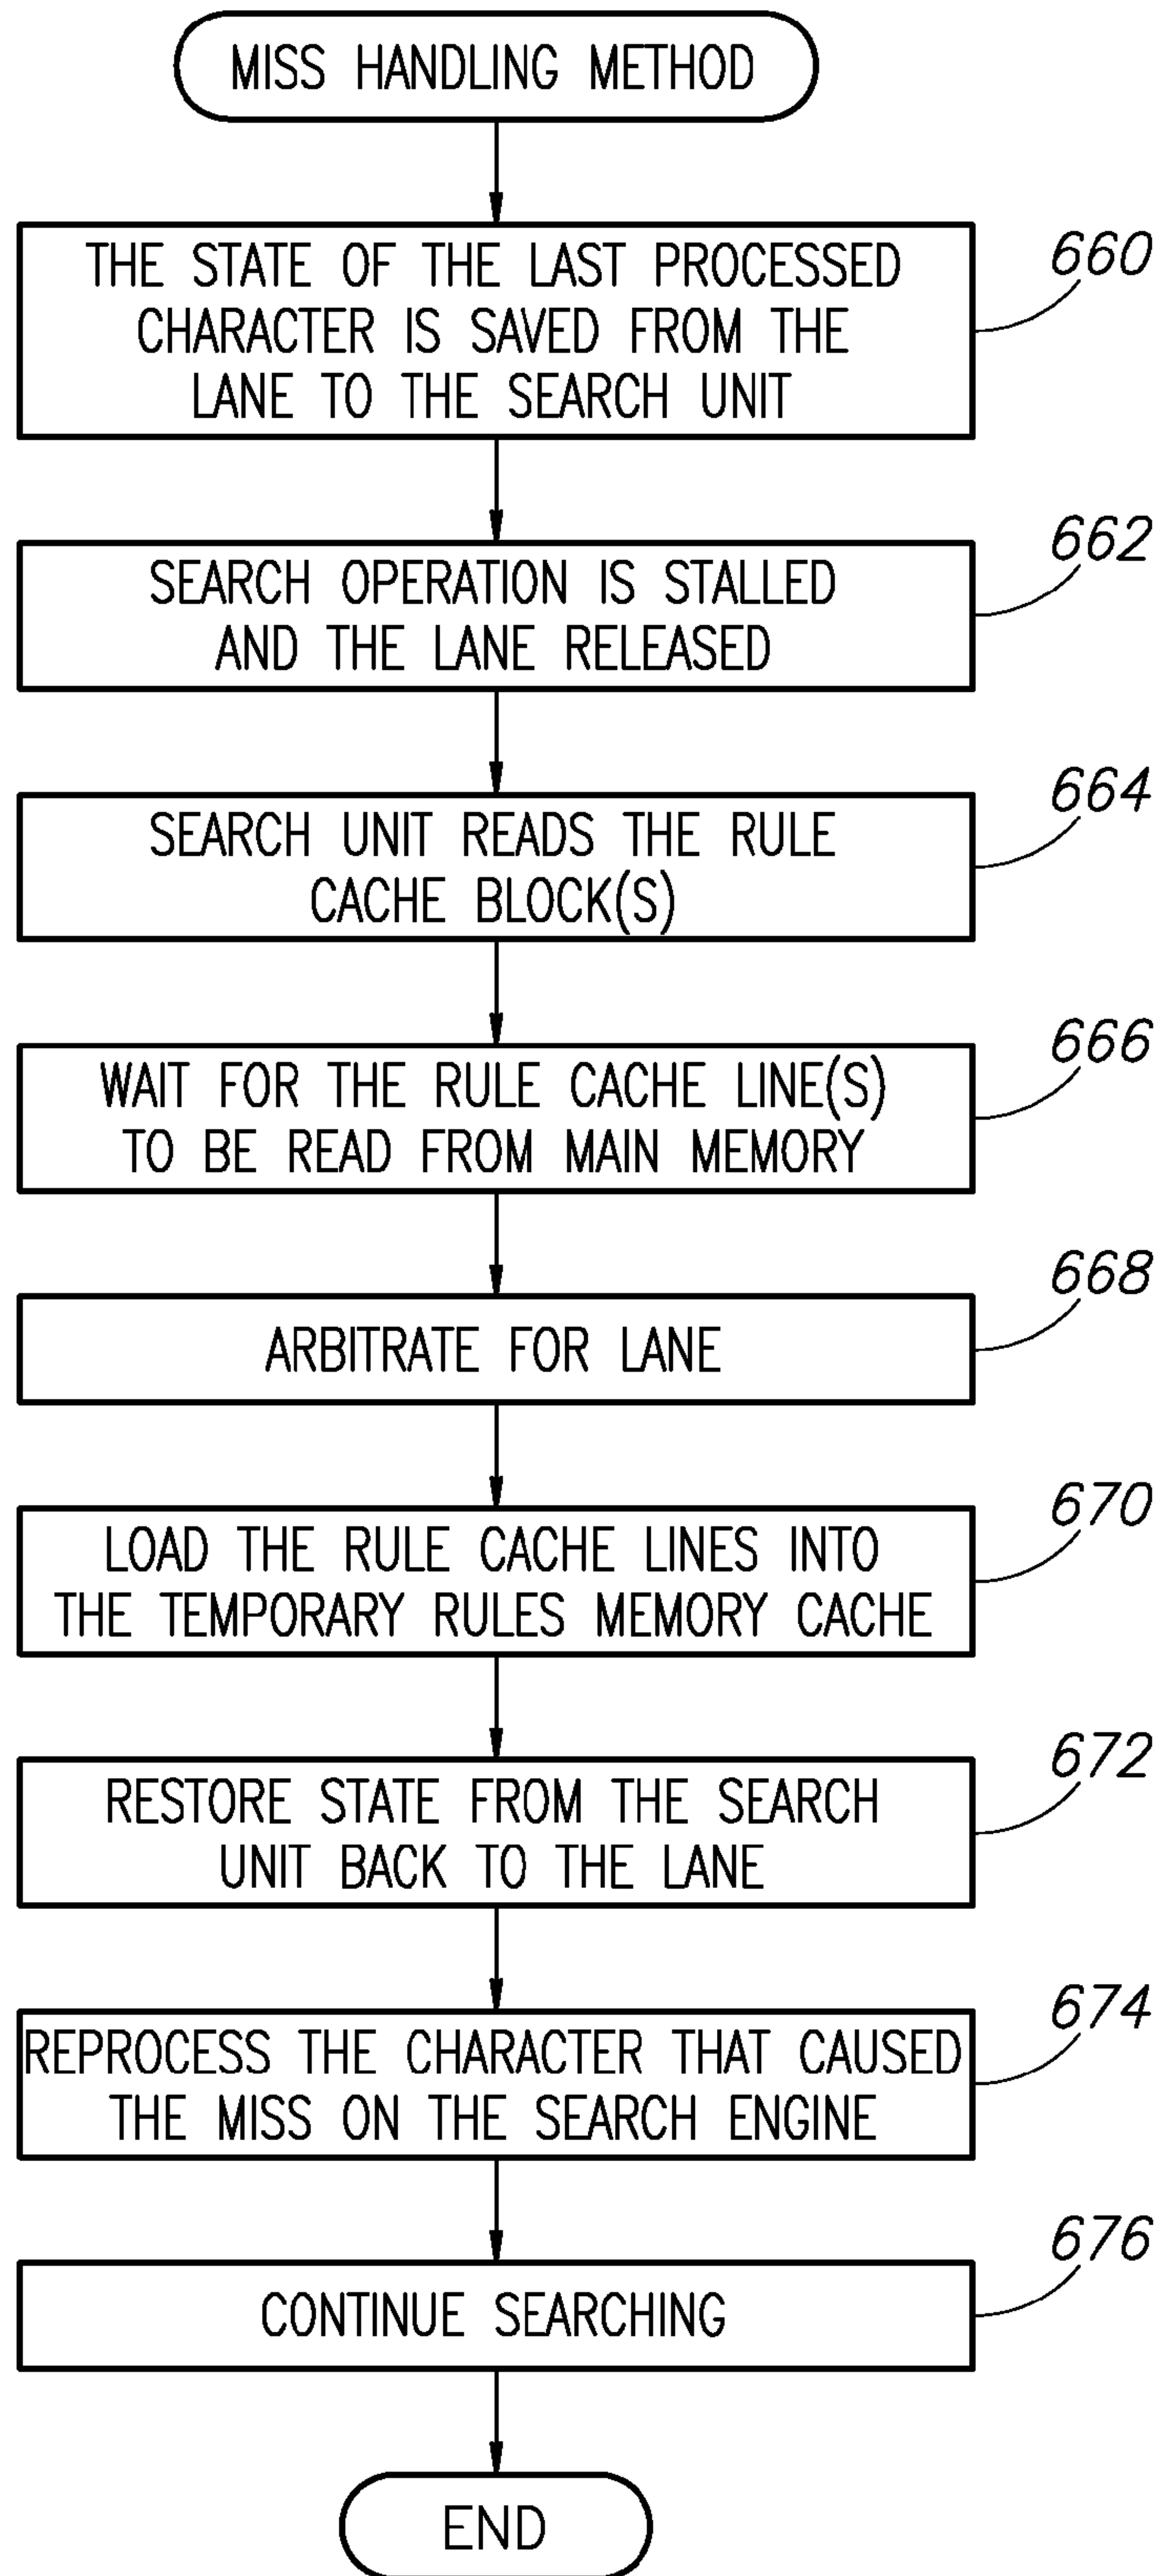 MISS HANDLING METHOD
THE STATE OF THE LAST PROCESSED
CHARACTER IS SAVED FROM THE
LANE TO THE SEARCH UNIT
660
SEARCH OPERATION IS STALLED
AND THE LANE RELEASED
662
SEARCH UNIT READS THE RULE
CACHE BLOCK(S)
664
WAIT FOR THE RULE CACHE LINE(S)
TO BE READ FROM MAIN MEMORY
666
ARBITRATE FOR LANE
668
LOAD THE RULE CACHE LINES INTO
THE TEMPORARY RULES MEMORY CACHE
670
RESTORE STATE FROM THE SEARCH
UNIT BACK TO THE LANE
672
REPROCESS THE CHARACTER THAT CAUSED
THE MISS ON THE SEARCH ENGINE
674
CONTINUE SEARCHING
676
END